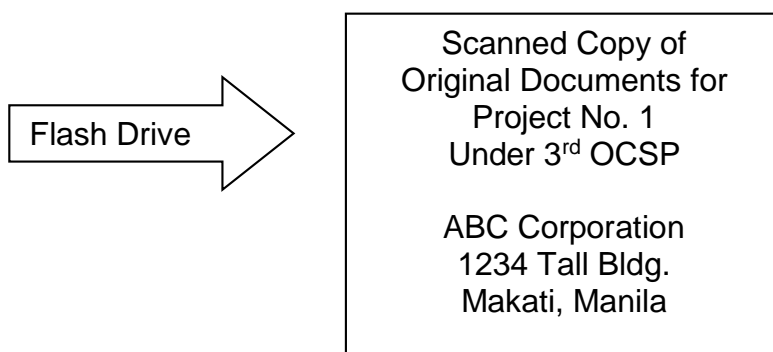 Flash Drive
Scanned Copy of
Original Documents for
Project No. 1
Under 3rd OCSP
ABC Corporation
1234 Tall Bldg.
Makati, Manila